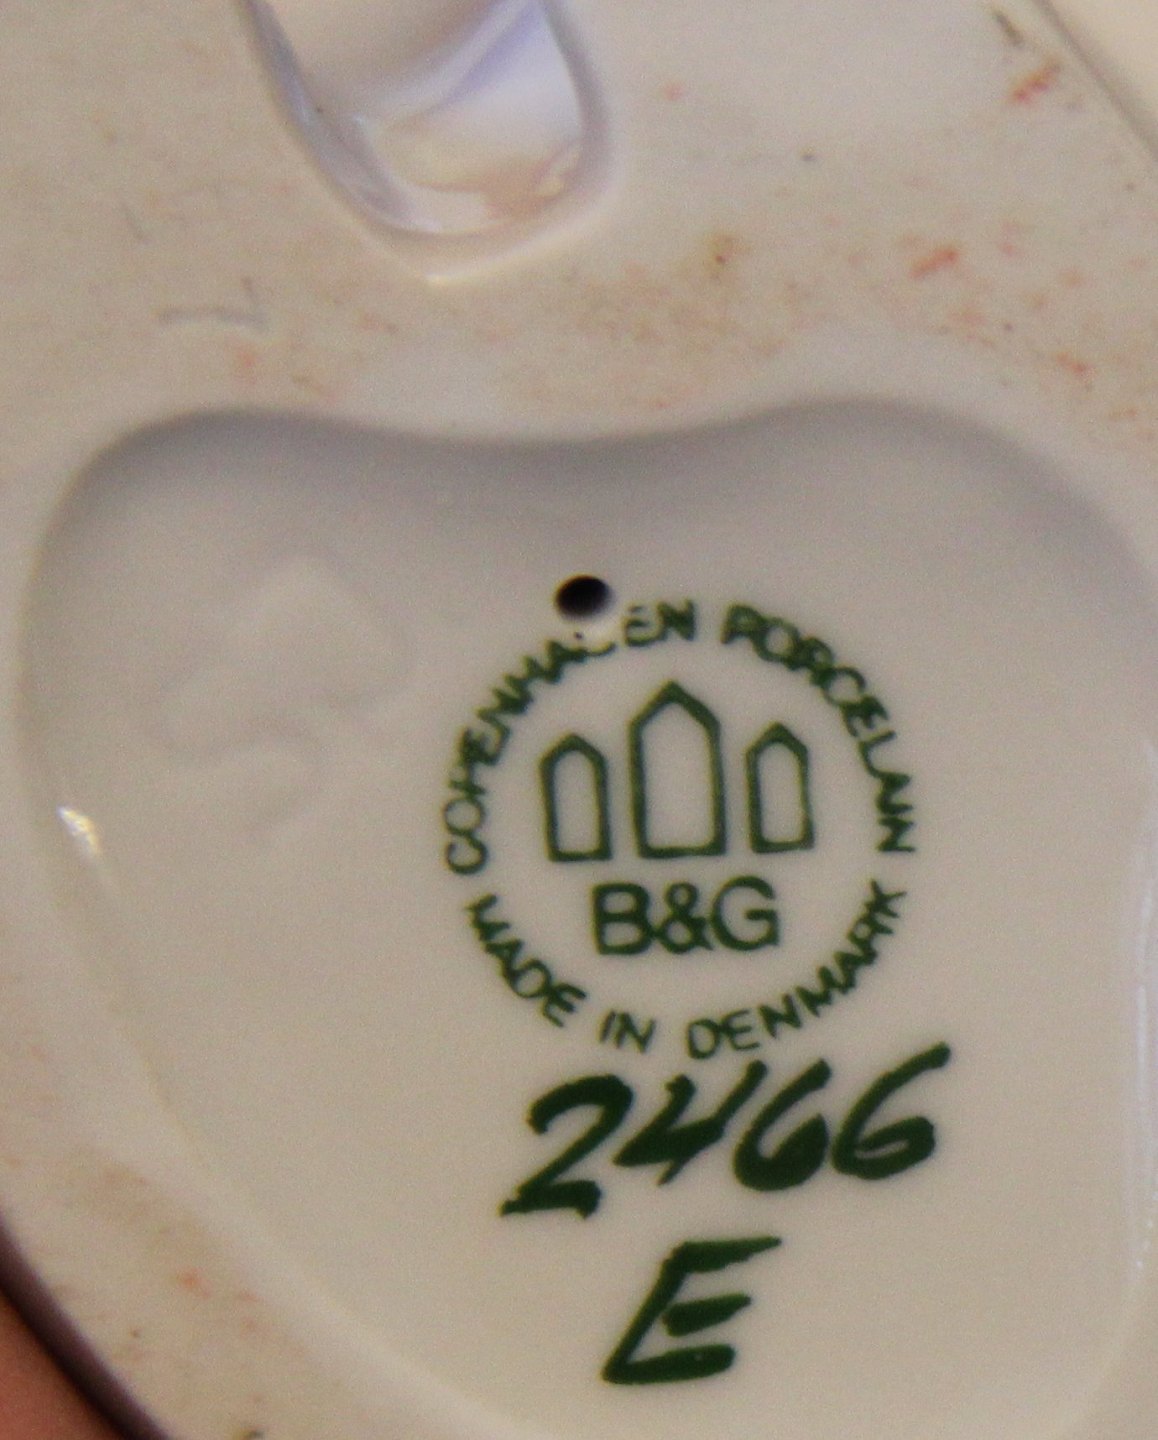 COPENHAGEN PORCELAIN
B&G
MADE IN DENMARK
2466
E